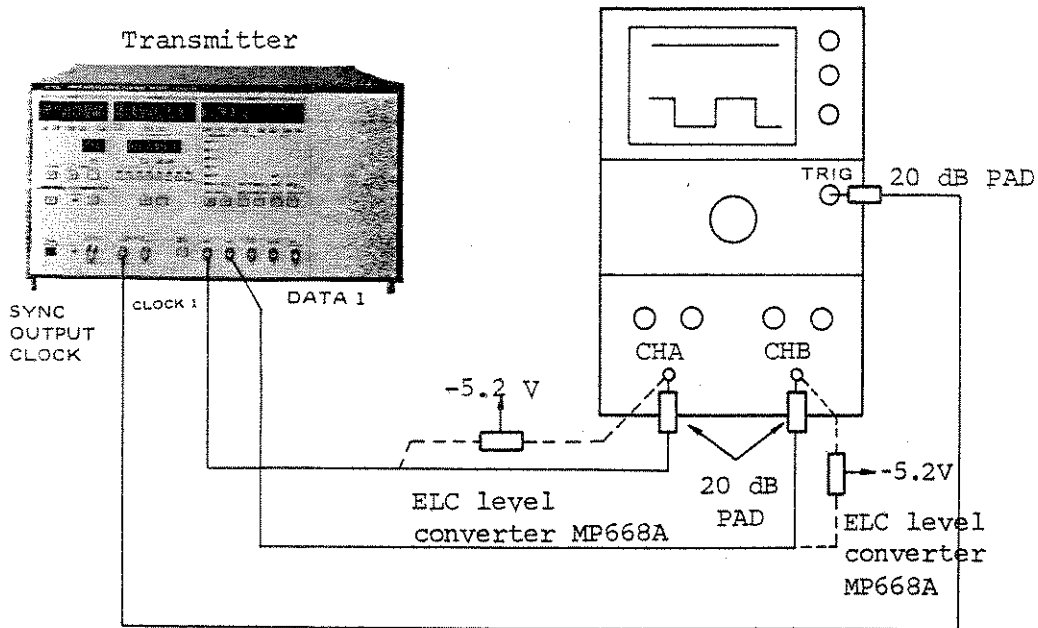 Transmitter
TRIG
20 dB PAD
SYNC
OUTPUT
CLOCK
CLOCK 1
DATA 1
CHA
CHB
-5.2 V
-5.2V
20 dB
PAD
ELC level
converter MP668A
ELC level
converter
MP668A